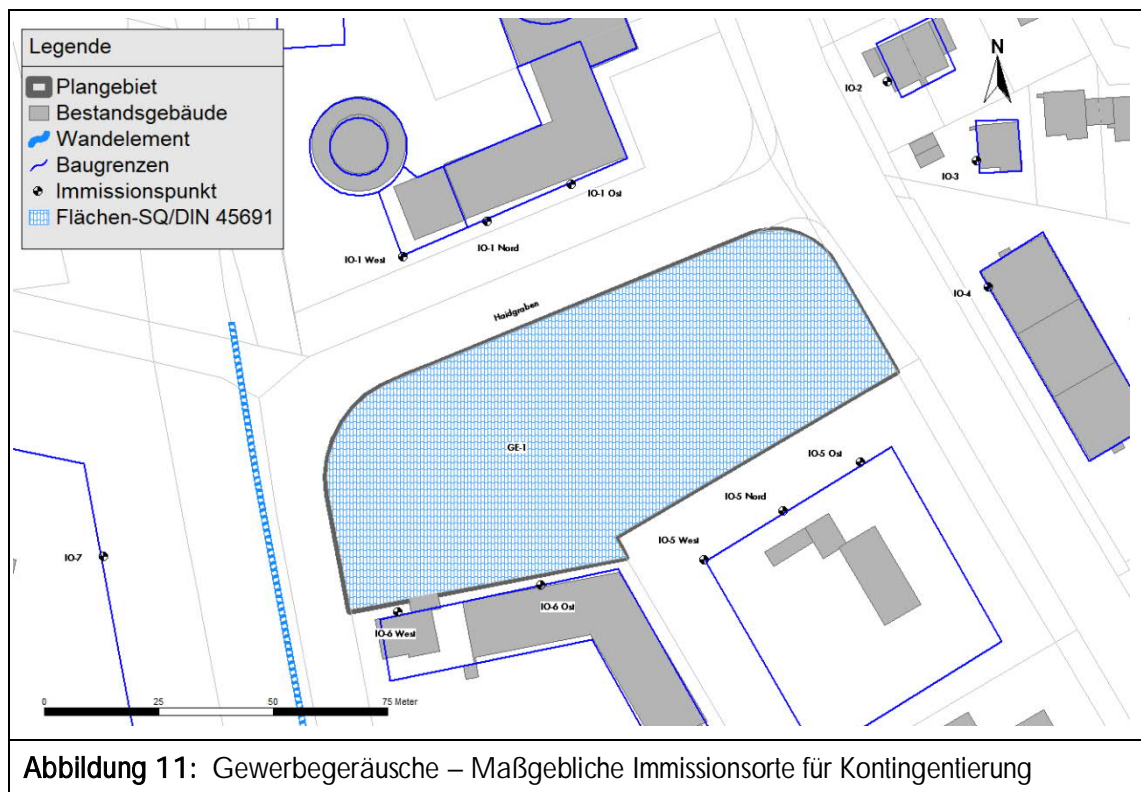 Legende
Plangebiet
Bestandsgebäude
Wandelement
Baugrenzen
Immissionspunkt
Flächen-SQ/DIN 45691
N
IO-2
IO-3
IO-1 Ost
IO-1 Nord
IO-1 West
IO-4
Haidgraben
GE-1
IO-5 Ost
IO-5 Nord
IO-5 West
IO-7
IO-6 Ost
IO-6 West
0 25 50 75 Meter
Abbildung 11: Gewerbegeräusche – Maßgebliche Immissionsorte für Kontingentierung